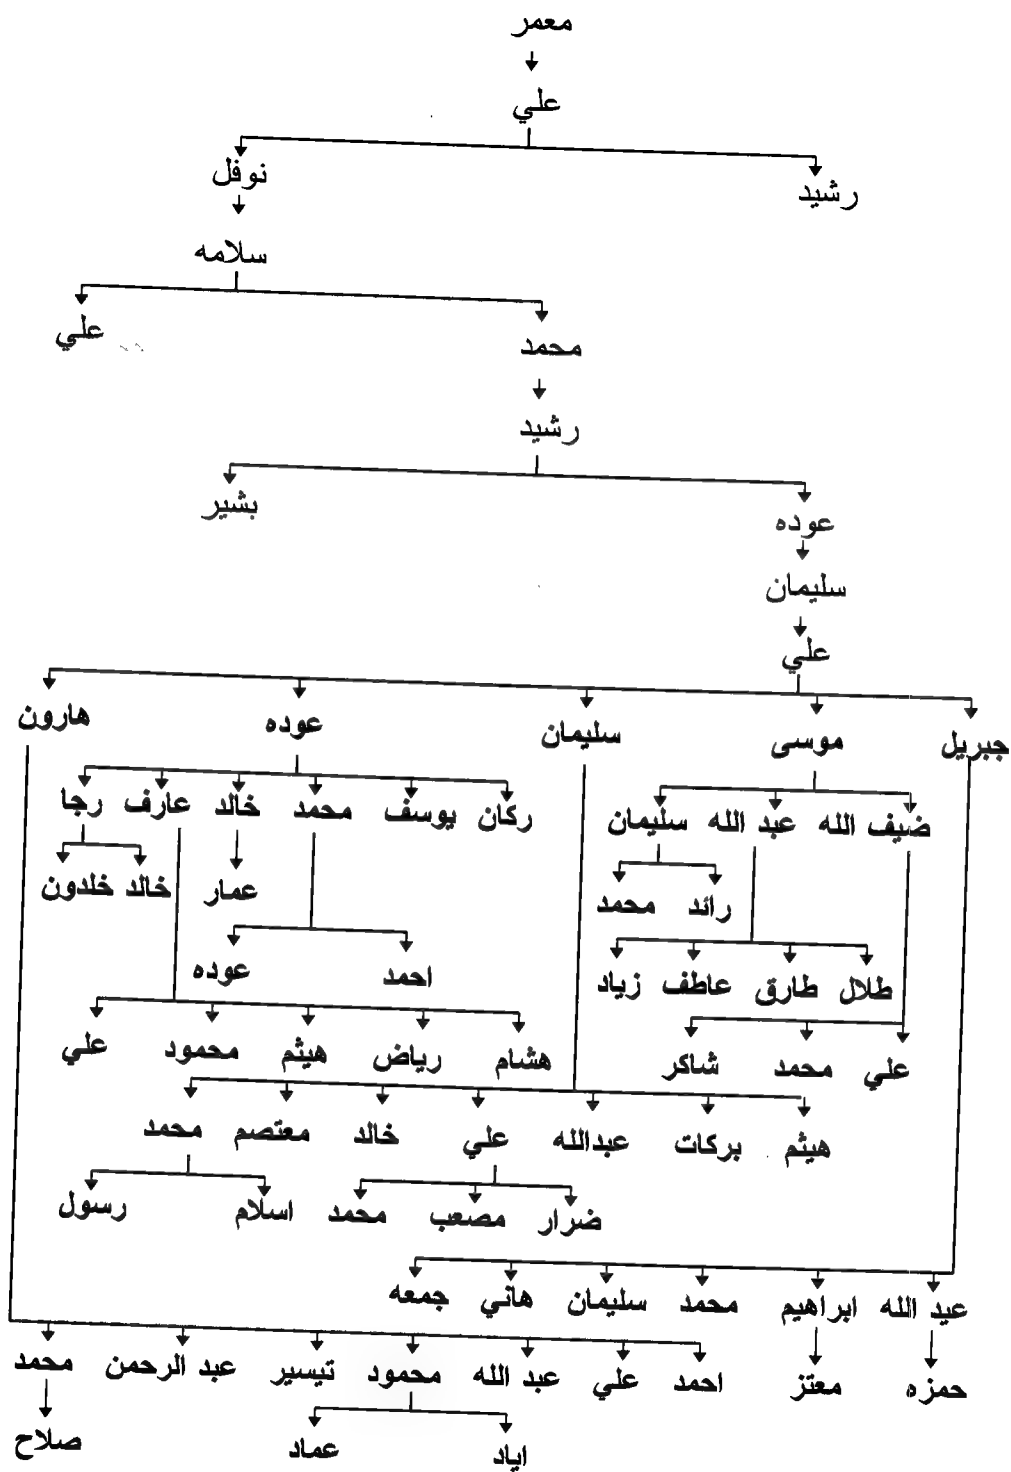 معمر
علي
رشيد نوفل
سلامه
محمد علي
رشيد
عوده بشير
سليمان
علي
جبريل موسى سليمان عوده هارون
ضيف الله عبد الله سليمان ركان يوسف محمد خالد عارف رجا
رائد محمد عمار خالد خلدون
طلال طارق عاطف زياد احمد عوده
علي محمد شاكر هشام رياض هيثم محمود علي
هيثم بركات عبدالله علي خالد معتصم محمد
ضرار مصعب محمد اسلام رسول
عبد الله ابراهيم محمد سليمان هاني جمعه
حمزه معتز احمد علي عبد الله محمود تيسير عبد الرحمن محمد
اياد عماد صلاح